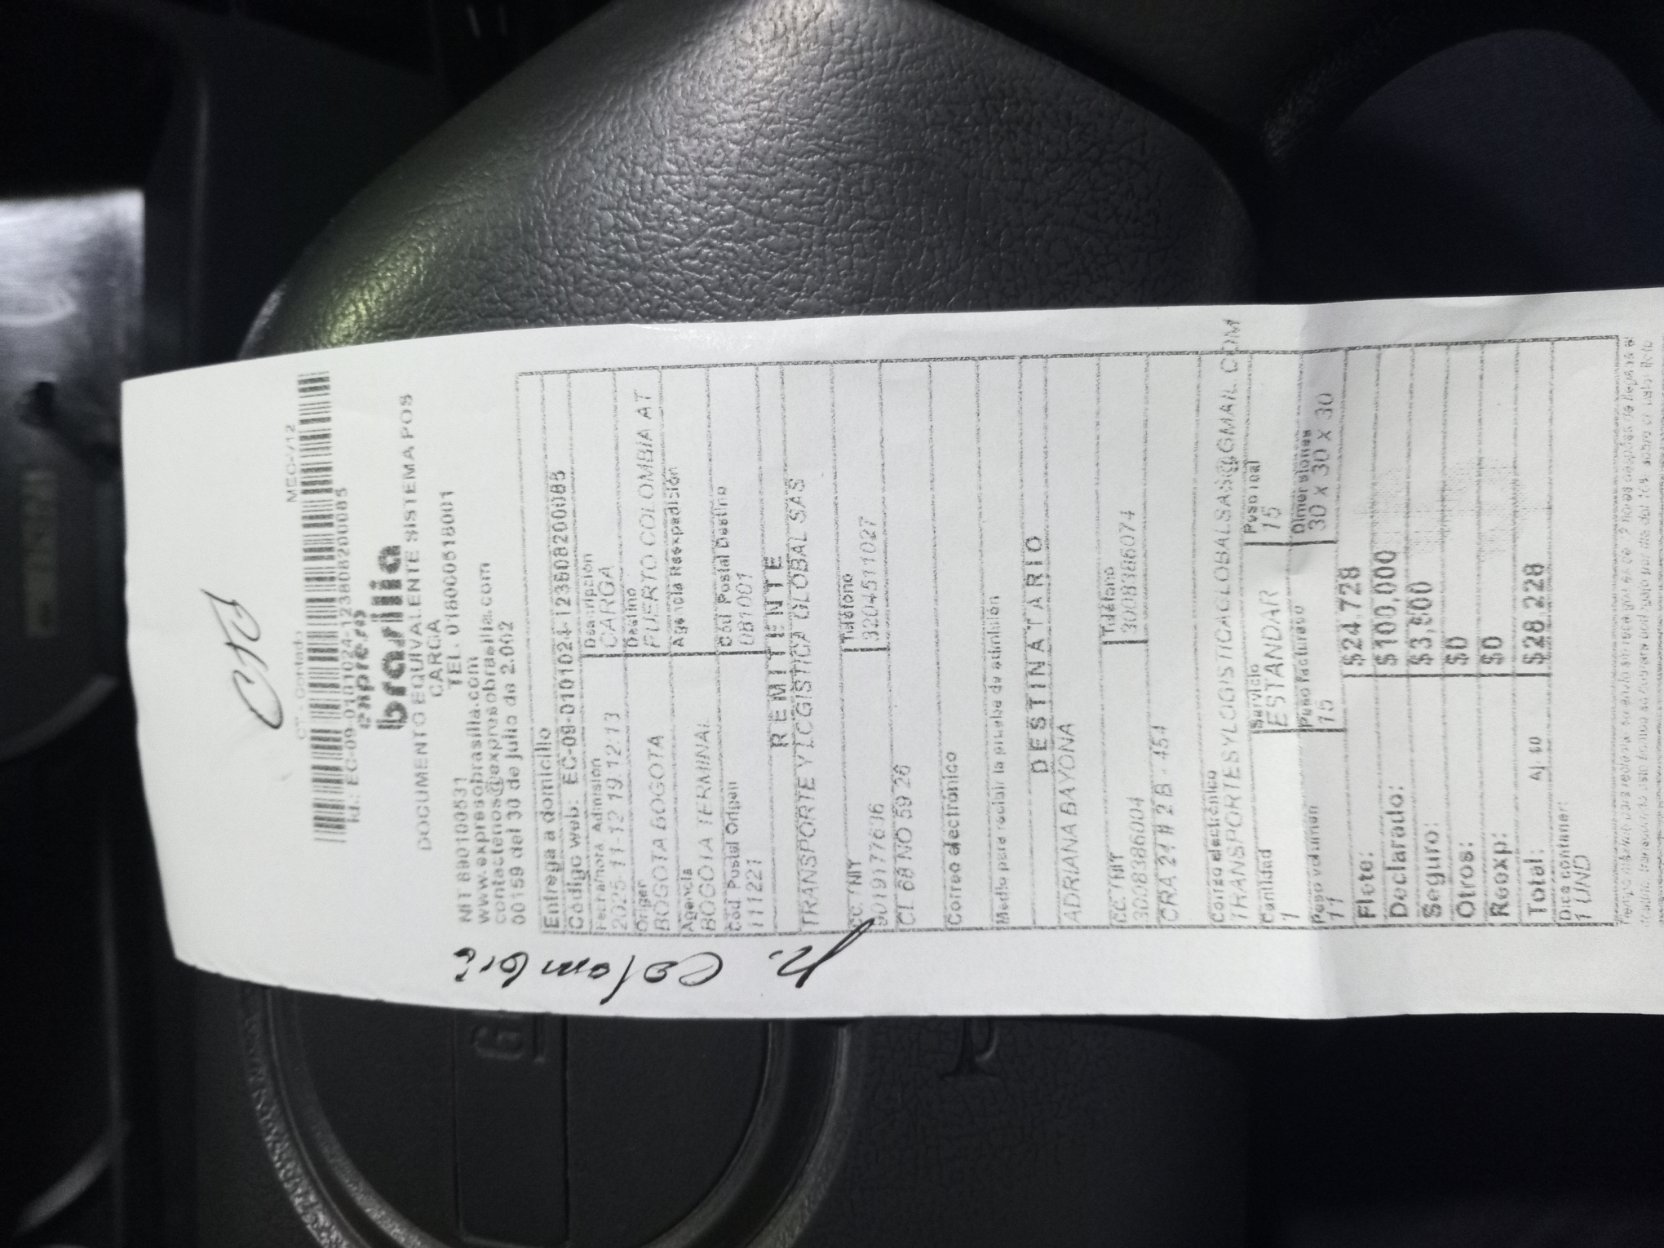 CT - Contado
MEC-712
Id.: EC-09-0101024-1238082000​85
expreso
brasilia
DOCUMENTO EQUIVALENTE SISTEMA POS
CARGA
TEL. 018000518001
NIT 890100531
www.expresobrasilia.com
contactenos@expresobrasilia.com
00159 del 30 de julio de 2.002
Entrega a domicilio
Código web: EC-09-0101024-123808200085
Fecha/hora Admisión Descripción
2025-11-12 19:12:13 CARGA
Origen Destino
BOGOTA BOGOTA PUERTO COLOMBIA AT
Agencia Agencia Reexpedición
BOGOTA TERMINAL
Cód Postal Origen Cód Postal Destino
111221 081001
REMITENTE
TRANSPORTE Y LOGISTICA GLOBAL SAS
CC/NIT Teléfono
901977636 3204511027
CL 68 NO 59 26
Correo electrónico
Medio para recibir la prueba de admisión
DESTINATARIO
ADRIANA BAYONA
CC/NIT Teléfono
3008386004 3008386074
CRA 24 # 2B - 454
Correo electrónico
TRANSPORTESYLOGISTICAGLOBALSAS@GMAIL.COM
Cantidad Servicio Peso real
1 ESTANDAR 15
Peso volumen Peso facturado Dimensiones
11 15 30 x 30 x 30
Flete: $24,728
Declarado: $100,000
Seguro: $3,500
Otros: $0
Reexp: $0
Total: $28,228
Dice contener:
1 UND
P. Colombia